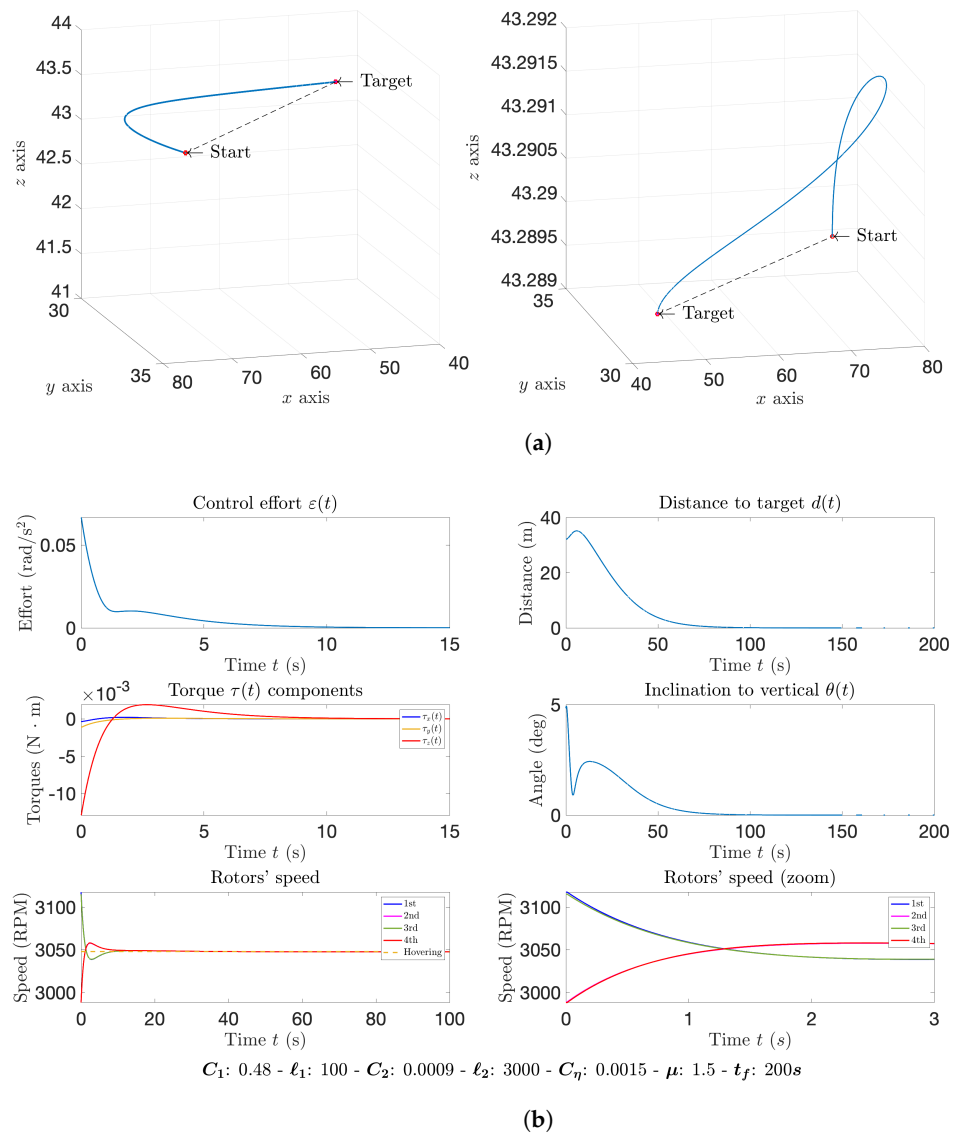 44
43.5
43
42.5
42
41.5
41
z axis
30
35
y axis
80
70
60
50
40
x axis
Target
Start
43.292
43.2915
43.291
43.2905
43.29
43.2895
43.289
z axis
35
30
y axis
40
50
60
70
80
x axis
Start
Target
(a)
Control effort ε(t)
Effort (rad/s²)
0.05
0
0 5 10 15
Time t (s)
Distance to target d(t)
Distance (m)
40
20
0
0 50 100 150 200
Time t (s)
×10⁻³
Torque τ(t) components
Torques (N · m)
0
-5
-10
τx(t)
τy(t)
τz(t)
0 5 10 15
Time t (s)
Inclination to vertical θ(t)
Angle (deg)
5
0
0 50 100 150 200
Time t (s)
Rotors' speed
Speed (RPM)
3100
3050
3000
1st
2nd
3rd
4th
Hovering
0 20 40 60 80 100
Time t (s)
Rotors' speed (zoom)
Speed (RPM)
3100
3050
3000
1st
2nd
3rd
4th
0 1 2 3
Time t (s)
C₁: 0.48 - ℓ₁: 100 - C₂: 0.0009 - ℓ₂: 3000 - Cη: 0.0015 - μ: 1.5 - tf: 200s
(b)